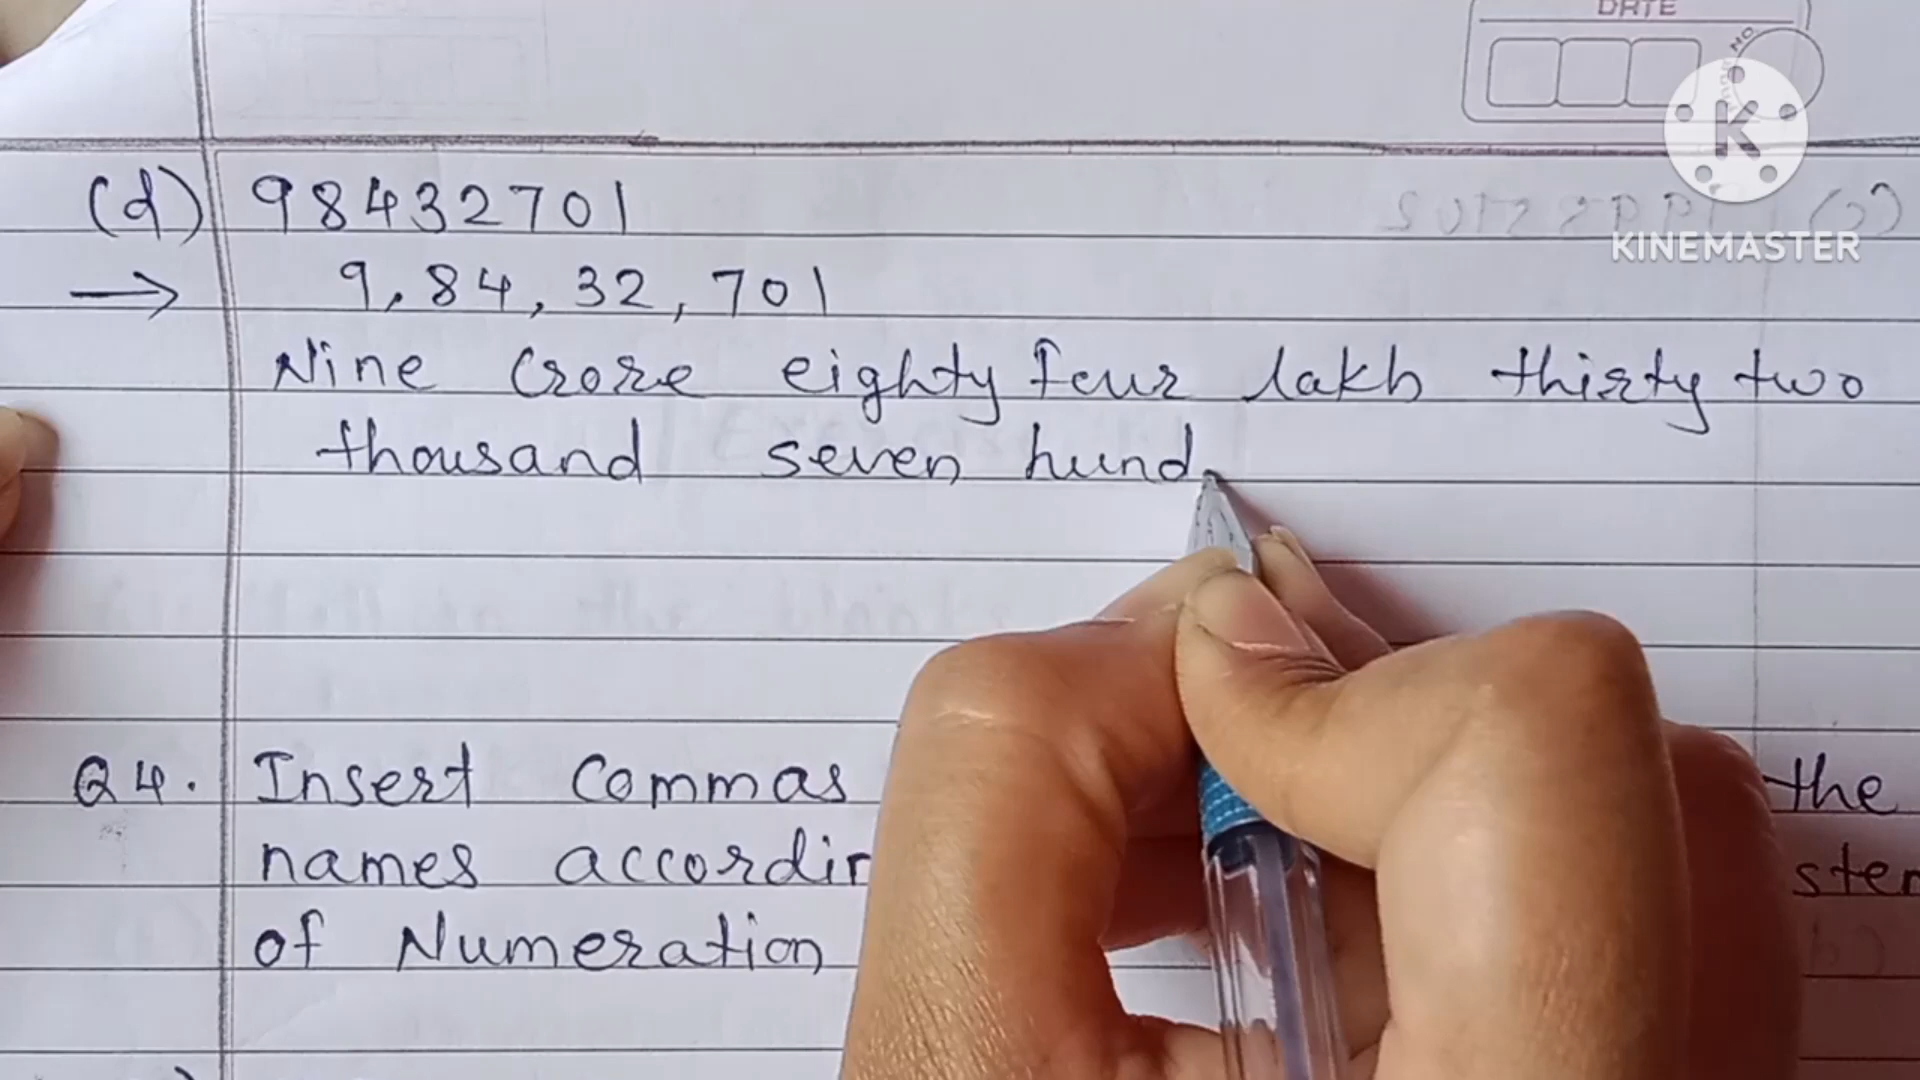 DATE
(d) 98432701
K
KINEMASTER
→ 9,84,32,701
Nine Crore eighty four lakh thirty two
thousand seven hund
Q4. Insert Commas the
names accordin stem
of Numeration